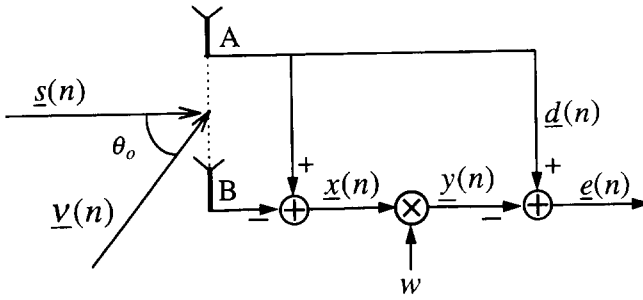 A
s(n)
d(n)
θₒ
+
+
B
x(n)
y(n)
e(n)
−
+
×
−
+
v(n)
w